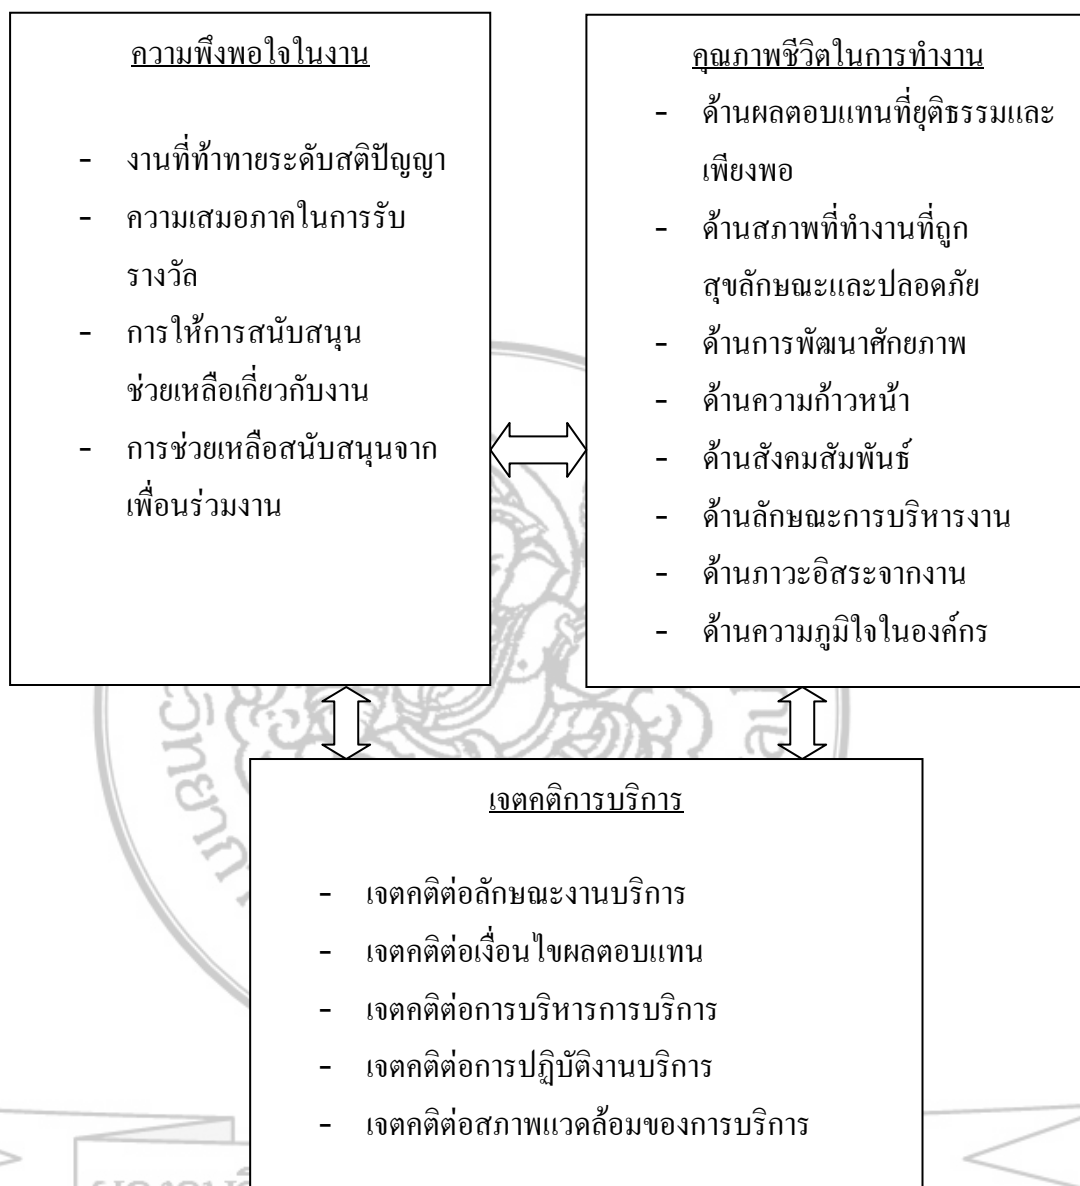 ความพึงพอใจในงาน
- งานที่ท้าทายระดับสติปัญญา
- ความเสมอภาคในการรับ
รางวัล
- การให้การสนับสนุน
ช่วยเหลือเกี่ยวกับงาน
- การช่วยเหลือสนับสนุนจาก
เพื่อนร่วมงาน
คุณภาพชีวิตในการทำงาน
- ด้านผลตอบแทนที่ยุติธรรมและ
เพียงพอ
- ด้านสภาพที่ทำงานที่ถูก
สุขลักษณะและปลอดภัย
- ด้านการพัฒนาศักยภาพ
- ด้านความก้าวหน้า
- ด้านสังคมสัมพันธ์
- ด้านลักษณะการบริหารงาน
- ด้านภาวะอิสระจากงาน
- ด้านความภูมิใจในองค์กร
เจตคติการบริการ
- เจตคติต่อลักษณะงานบริการ
- เจตคติต่อเงื่อนไขผลตอบแทน
- เจตคติต่อการบริหารการบริการ
- เจตคติต่อการปฏิบัติงานบริการ
- เจตคติต่อสภาพแวดล้อมของการบริการ